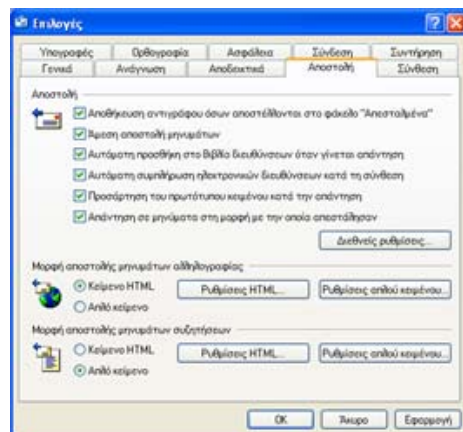 Επιλογές
Υπογραφές Ορθογραφία Ασφάλεια Σύνδεση Συντήρηση
Γενικά Ανάγνωση Αποδεικτικά Αποστολή Σύνθεση
Αποστολή
Αποθήκευση αντιγράφου όσων αποστέλλονται στο φάκελο "Απεσταλμένα"
Άμεση αποστολή μηνυμάτων
Αυτόματη προσθήκη στο Βιβλίο διευθύνσεων όταν γίνεται απάντηση
Αυτόματη συμπλήρωση ηλεκτρονικών διευθύνσεων κατά τη σύνθεση
Προσάρτηση του πρωτότυπου κειμένου κατά την απάντηση
Απάντηση σε μηνύματα στη μορφή με την οποία απεστάλησαν
Διεθνείς ρυθμίσεις...
Μορφή αποστολής μηνυμάτων αλληλογραφίας
Κείμενο HTML Ρυθμίσεις HTML... Ρυθμίσεις απλού κειμένου...
Απλό κείμενο
Μορφή αποστολής μηνυμάτων συζητήσεων
Κείμενο HTML Ρυθμίσεις HTML... Ρυθμίσεις απλού κειμένου...
Απλό κείμενο
OK Άκυρο Εφαρμογή